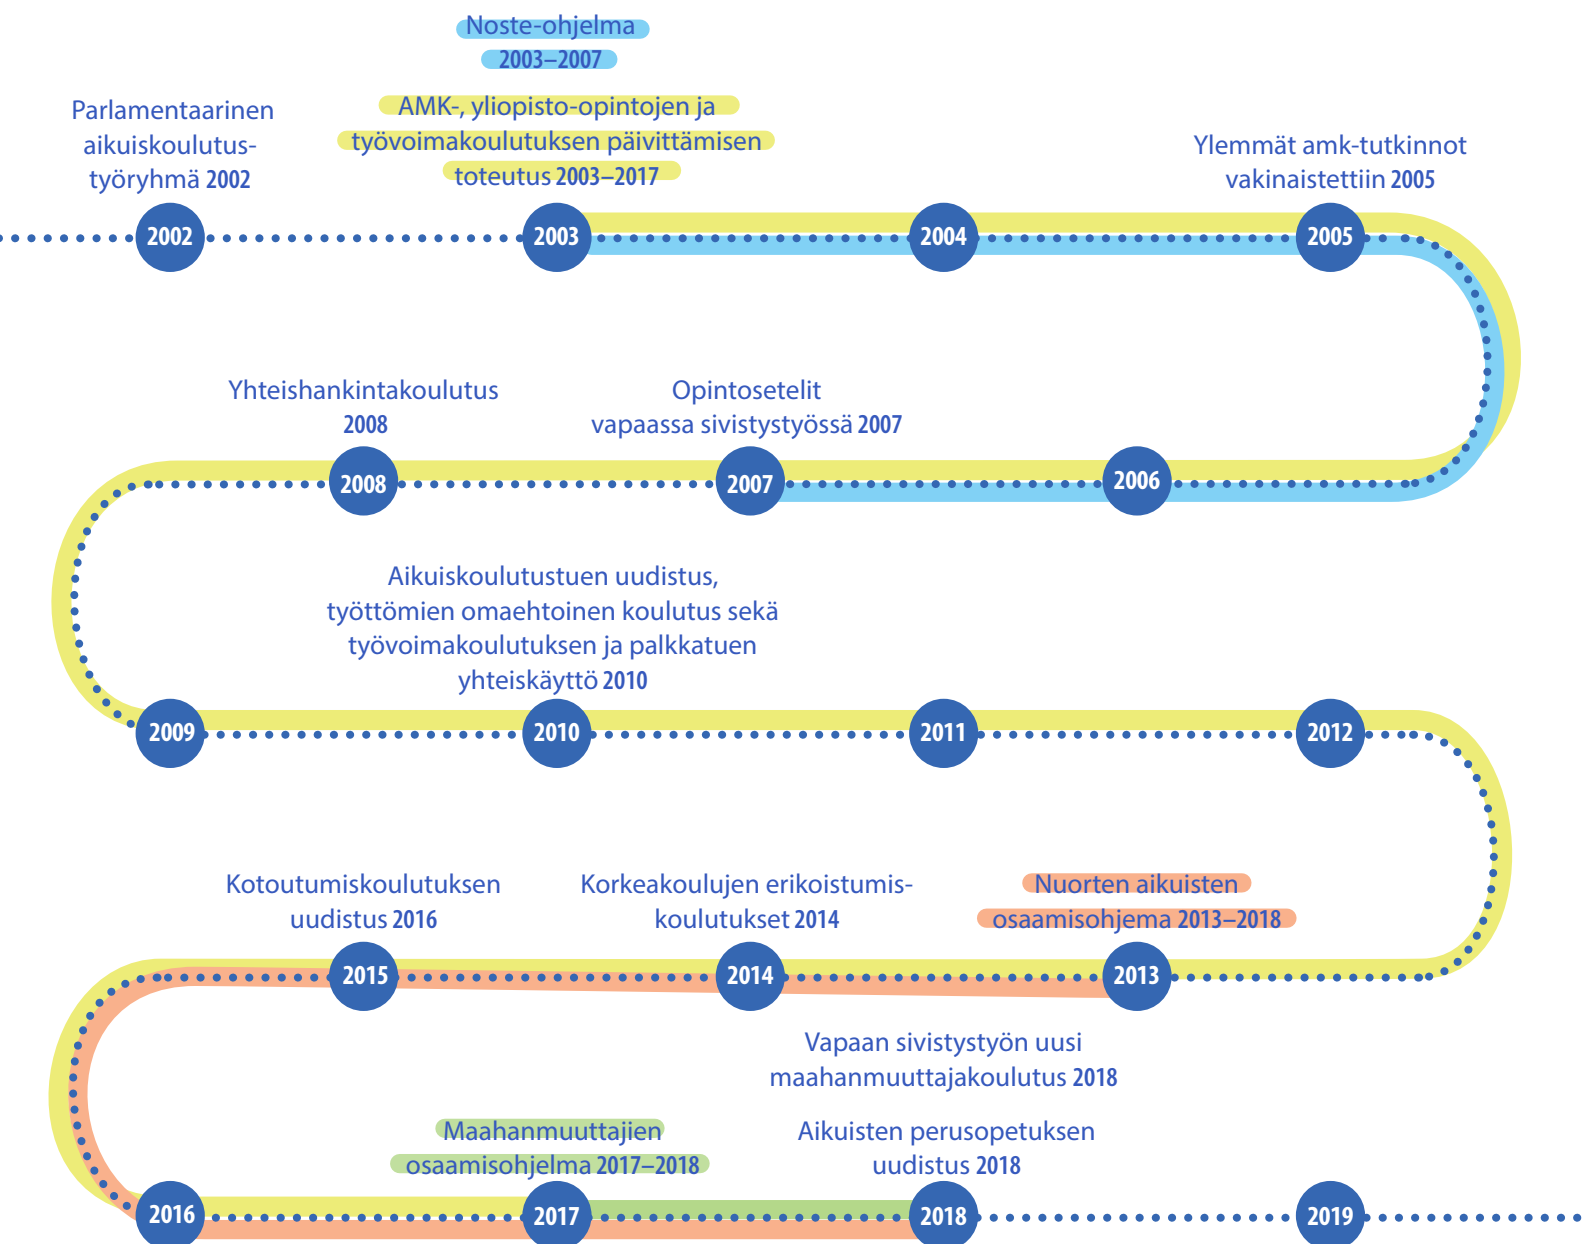 Noste-ohjelma
2003–2007
Parlamentaarinen
aikuiskoulutus-
työryhmä 2002
AMK-, yliopisto-opintojen ja
työvoimakoulutuksen päivittämisen
toteutus 2003–2017
Ylemmät amk-tutkinnot
vakinaistettiin 2005
2002
2003
2004
2005
Yhteishankintakoulutus
2008
Opintosetelit
vapaassa sivistystyössä 2007
2008
2007
2006
Aikuiskoulutustuen uudistus,
työttömien omaehtoinen koulutus sekä
työvoimakoulutuksen ja palkkatuen
yhteiskäyttö 2010
2009
2010
2011
2012
Kotoutumiskoulutuksen
uudistus 2016
Korkeakoulujen erikoistumis-
koulutukset 2014
Nuorten aikuisten
osaamisohjema 2013–2018
2015
2014
2013
Vapaan sivistystyön uusi
maahanmuuttajakoulutus 2018
Maahanmuuttajien
osaamisohjelma 2017–2018
Aikuisten perusopetuksen
uudistus 2018
2016
2017
2018
2019